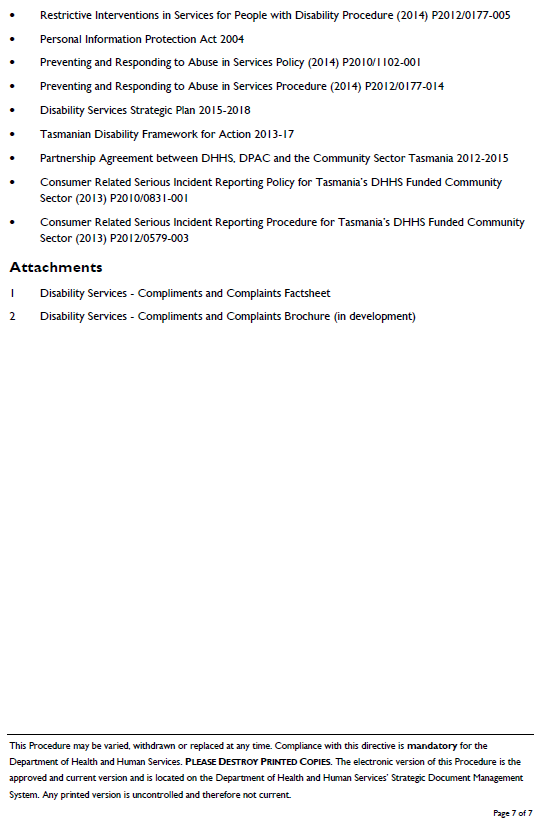 • Restrictive Interventions in Services for People with Disability Procedure (2014) P2012/0177-005
• Personal Information Protection Act 2004
• Preventing and Responding to Abuse in Services Policy (2014) P2010/1102-001
• Preventing and Responding to Abuse in Services Procedure (2014) P2012/0177-014
• Disability Services Strategic Plan 2015-2018
• Tasmanian Disability Framework for Action 2013-17
• Partnership Agreement between DHHS, DPAC and the Community Sector Tasmania 2012-2015
• Consumer Related Serious Incident Reporting Policy for Tasmania's DHHS Funded Community
Sector (2013) P2010/0831-001
• Consumer Related Serious Incident Reporting Procedure for Tasmania's DHHS Funded Community
Sector (2013) P2012/0579-003
Attachments
1 Disability Services - Compliments and Complaints Factsheet
2 Disability Services - Compliments and Complaints Brochure (in development)
This Procedure may be varied, withdrawn or replaced at any time. Compliance with this directive is mandatory for the
Department of Health and Human Services. PLEASE DESTROY PRINTED COPIES. The electronic version of this Procedure is the
approved and current version and is located on the Department of Health and Human Services' Strategic Document Management
System. Any printed version is uncontrolled and therefore not current.
Page 7 of 7